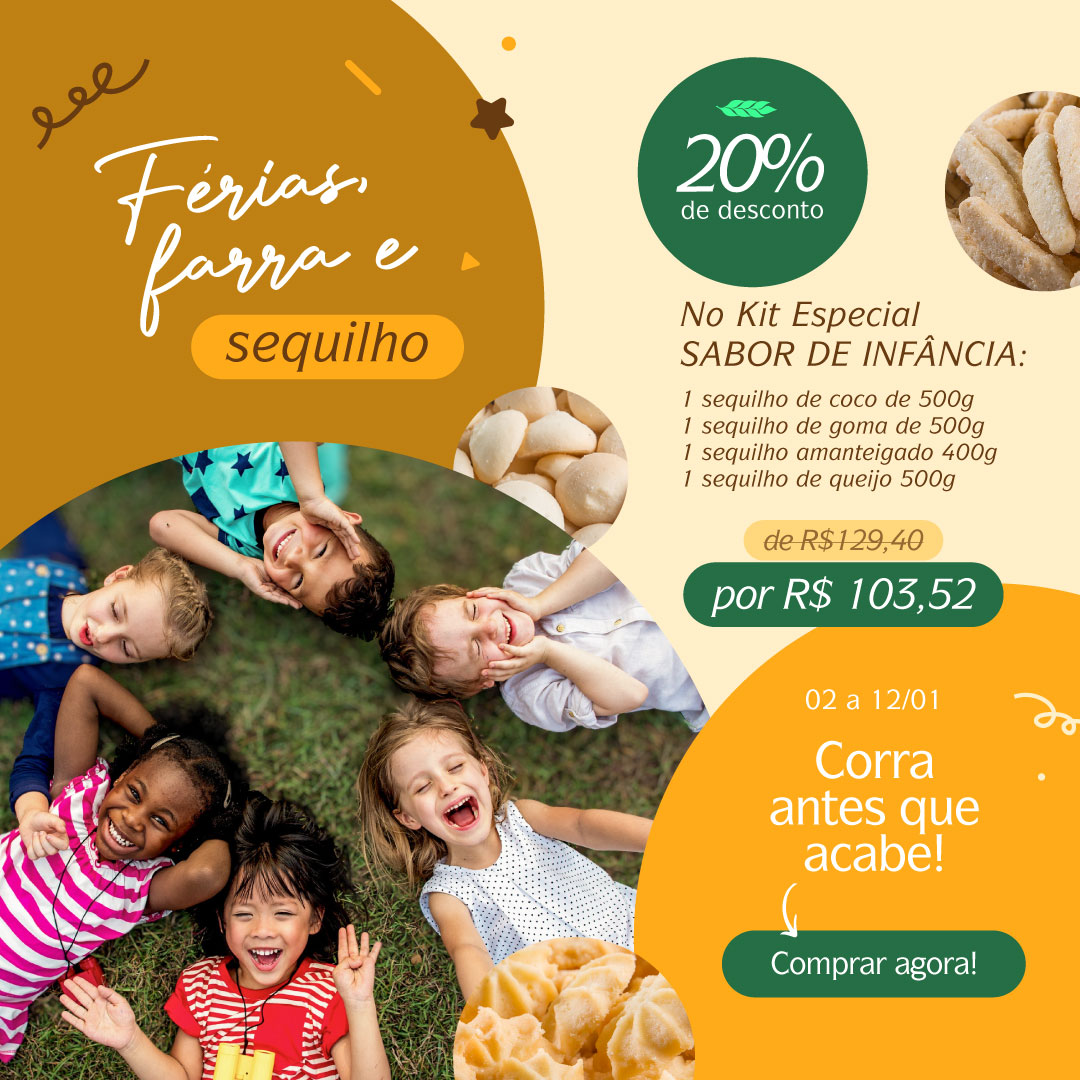 Férias,
farra e
sequilho
20%
de desconto
No Kit Especial
SABOR DE INFÂNCIA:
1 sequilho de coco de 500g
1 sequilho de goma de 500g
1 sequilho amanteigado 400g
1 sequilho de queijo 500g
de R$129,40
por R$ 103,52
02 a 12/01
Corra
antes que
acabe!
Comprar agora!